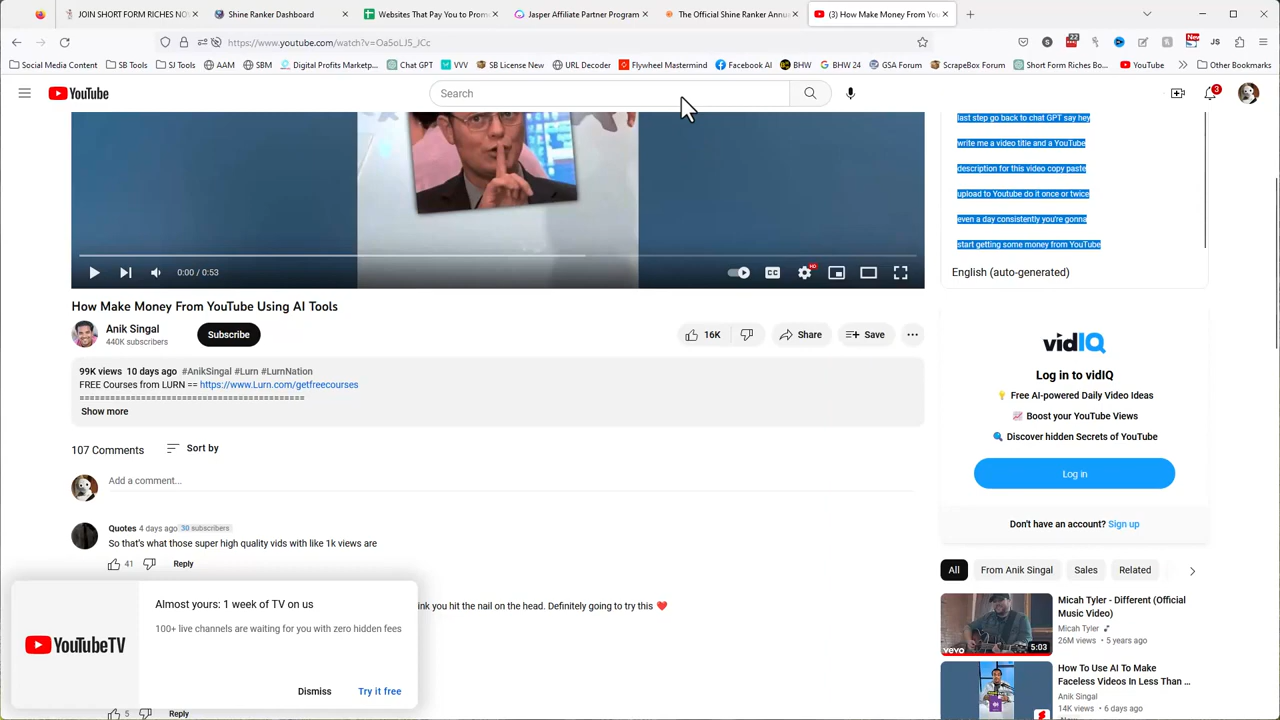 JOIN SHORT FORM RICHES NO
Shine Ranker Dashboard
Websites That Pay You to Promo
Jasper Affiliate Partner Program
The Official Shine Ranker Annua
(3) How Make Money From You
https://www.youtube.com/watch?v=Oa5oLJ5_ICc
22
New
JS
Social Media Content
SB Tools
SJ Tools
AAM
SBM
Digital Profits Marketp...
Chat GPT
VVV
SB License New
URL Decoder
Flywheel Mastermind
Facebook AI
BHW
BHW 24
GSA Forum
ScrapeBox Forum
Short Form Riches Bo...
YouTube
Other Bookmarks
YouTube
Search
3
last step go back to chat GPT say hey
write me a video title and a YouTube
description for this video copy paste
upload to Youtube do it once or twice
even a day consistently you're gonna
start getting some money from YouTube
English (auto-generated)
0:00 / 0:53
HD
CC
How Make Money From YouTube Using AI Tools
Anik Singal
440K subscribers
Subscribe
16K
Share
Save
99K views 10 days ago #AnikSingal #Lurn #LurnNation
FREE Courses from LURN == https://www.Lurn.com/getfreecourses
==========================================
Show more
107 Comments
Sort by
Add a comment...
Quotes 4 days ago 30 subscribers
So that's what those super high quality vids with like 1k views are
41
Reply
ink you hit the nail on the head. Definitely going to try this ❤️
YouTubeTV
Almost yours: 1 week of TV on us
100+ live channels are waiting for you with zero hidden fees
Dismiss
Try it free
5
Reply
vidIQ
Log in to vidIQ
Free AI-powered Daily Video Ideas
Boost your YouTube Views
Discover hidden Secrets of YouTube
Log in
Don't have an account? Sign up
All
From Anik Singal
Sales
Related
Micah Tyler - Different (Official
Music Video)
Micah Tyler
26M views • 5 years ago
vevo
5:03
How To Use AI To Make
Faceless Videos In Less Than ...
Anik Singal
14K views • 6 days ago